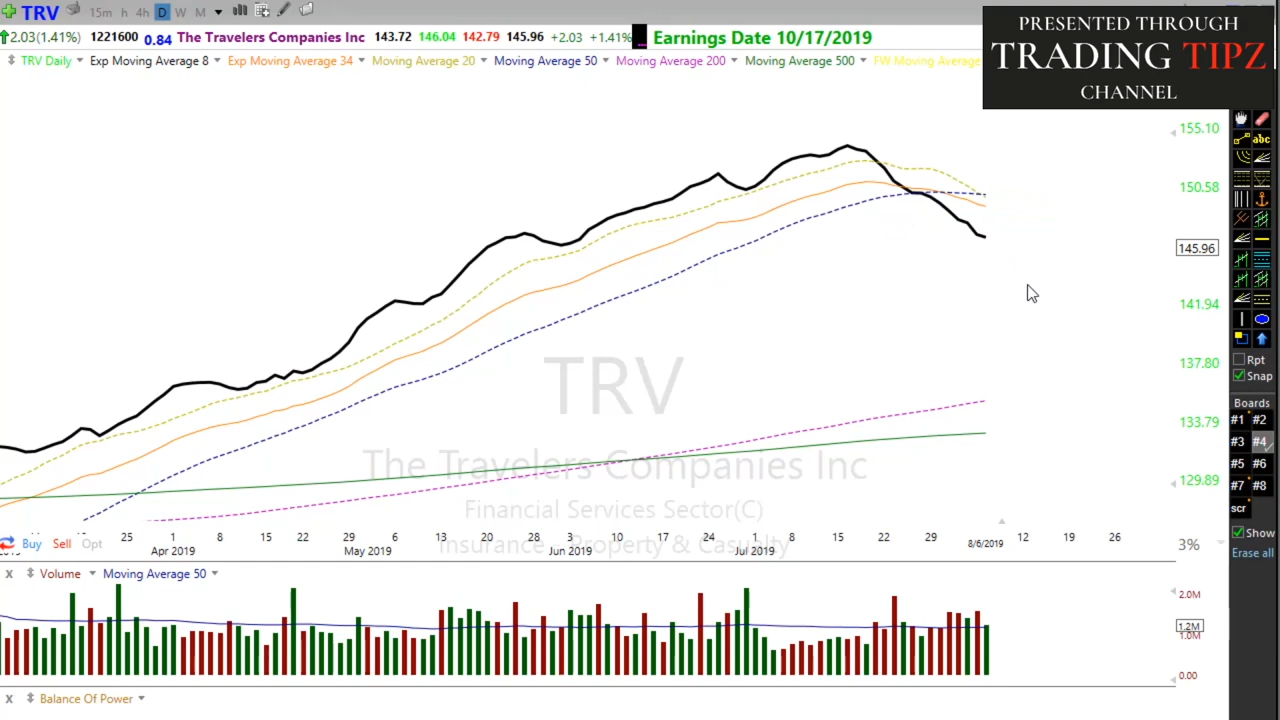 TRV 15m h 4h D W M
2.03(1.41%) 1221600 0.84 The Travelers Companies Inc 143.72 146.04 142.79 145.96 +2.03 +1.41% Earnings Date 10/17/2019
TRV Daily Exp Moving Average 8 Exp Moving Average 34 Moving Average 20 Moving Average 50 Moving Average 200 Moving Average 500 FW Moving Average
PRESENTED THROUGH
TRADING TIPZ
CHANNEL
155.10
150.58
145.96
141.94
137.80
133.79
129.89
TRV
The Travelers Companies Inc
Financial Services Sector(C)
Insurance - Property & Casualty
25 1 8 15 22 29 6 13 20 28 3 10 17 24 1 8 15 22 29 8/6/2019 12 19 26
Apr 2019 May 2019 Jun 2019 Jul 2019
Buy Sell Opt
3%
abc
Rpt
Snap
Boards
#1 #2
#3 #4
#5 #6
#7 #8
scr
Show
Erase all
X Volume Moving Average 50
2.0M
1.2M
1.0M
0.00
X Balance Of Power